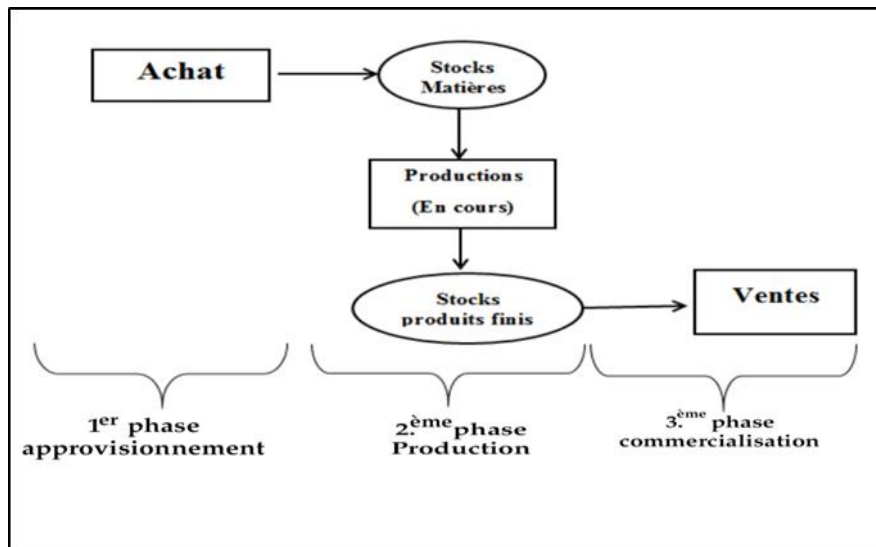 Achat
Stocks
Matières
Productions
(En cours)
Stocks
produits finis
Ventes
1er phase
approvisionnement
2.ème phase
Production
3.ème phase
commercialisation